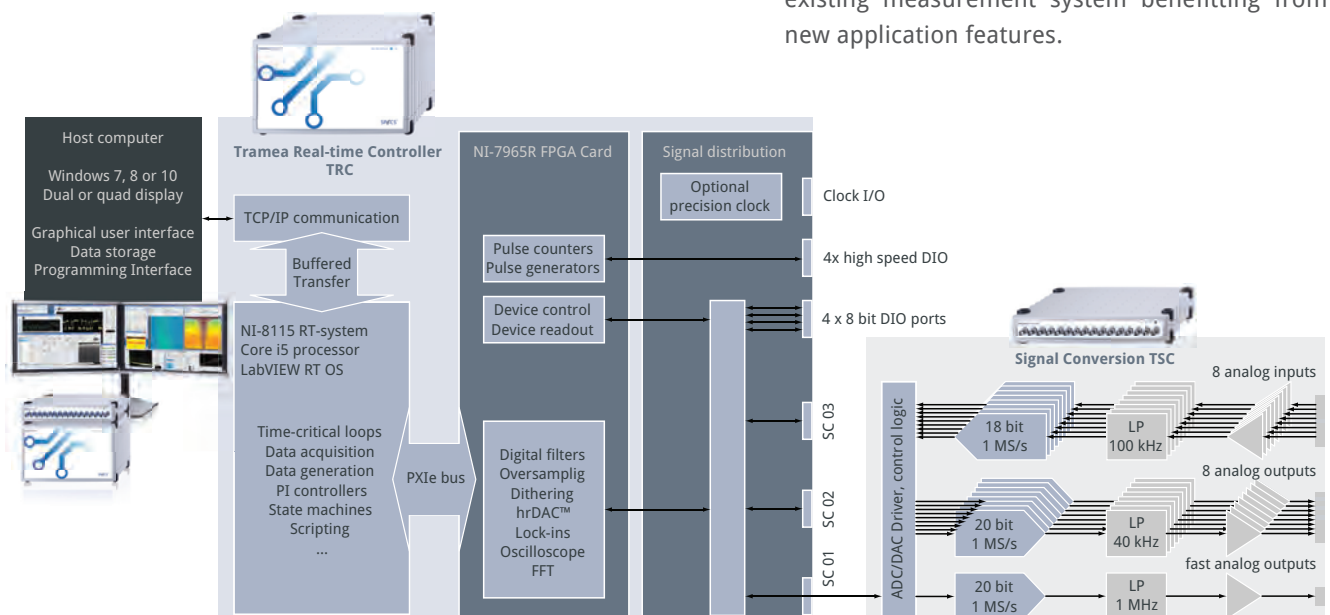 existing measurement system benefitting from
new application features.
SPECS
Host computer
Windows 7, 8 or 10
Dual or quad display
Graphical user interface
Data storage
Programming Interface
Tramea Real-time Controller
TRC
TCP/IP communication
Buffered
Transfer
NI-8115 RT-system
Core i5 processor
LabVIEW RT OS
Time-critical loops
Data acquisition
Data generation
PI controllers
State machines
Scripting
...
PXIe bus
NI-7965R FPGA Card
Pulse counters
Pulse generators
Device control
Device readout
Digital filters
Oversamplig
Dithering
hrDAC™
Lock-ins
Oscilloscope
FFT
Signal distribution
Optional
precision clock
Clock I/O
4x high speed DIO
4 x 8 bit DIO ports
SC 03
SC 02
SC 01
Signal Conversion TSC
ADC/DAC Driver, control logic
8 analog inputs
18 bit
1 MS/s
LP
100 kHz
8 analog outputs
20 bit
1 MS/s
LP
40 kHz
fast analog outputs
20 bit
1 MS/s
LP
1 MHz